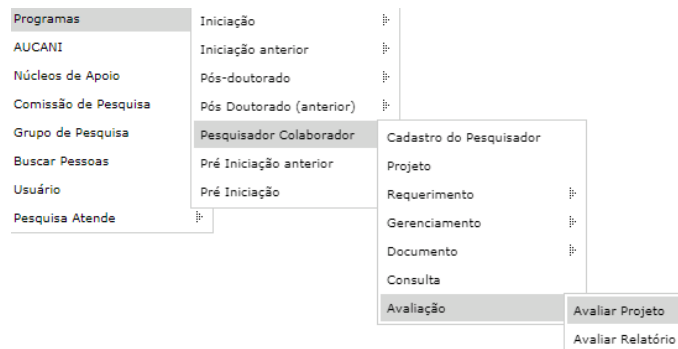 Programas
AUCANI
Núcleos de Apoio
Comissão de Pesquisa
Grupo de Pesquisa
Buscar Pessoas
Usuário
Pesquisa Atende
Iniciação
Iniciação anterior
Pós-doutorado
Pós Doutorado (anterior)
Pesquisador Colaborador
Pré Iniciação anterior
Pré Iniciação
Cadastro do Pesquisador
Projeto
Requerimento
Gerenciamento
Documento
Consulta
Avaliação
Avaliar Projeto
Avaliar Relatório